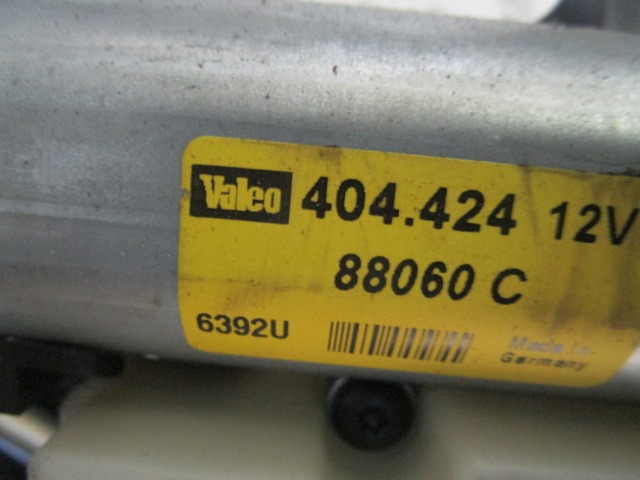 Valeo 404.424 12V
88060 C
6392U
Made in
Germany